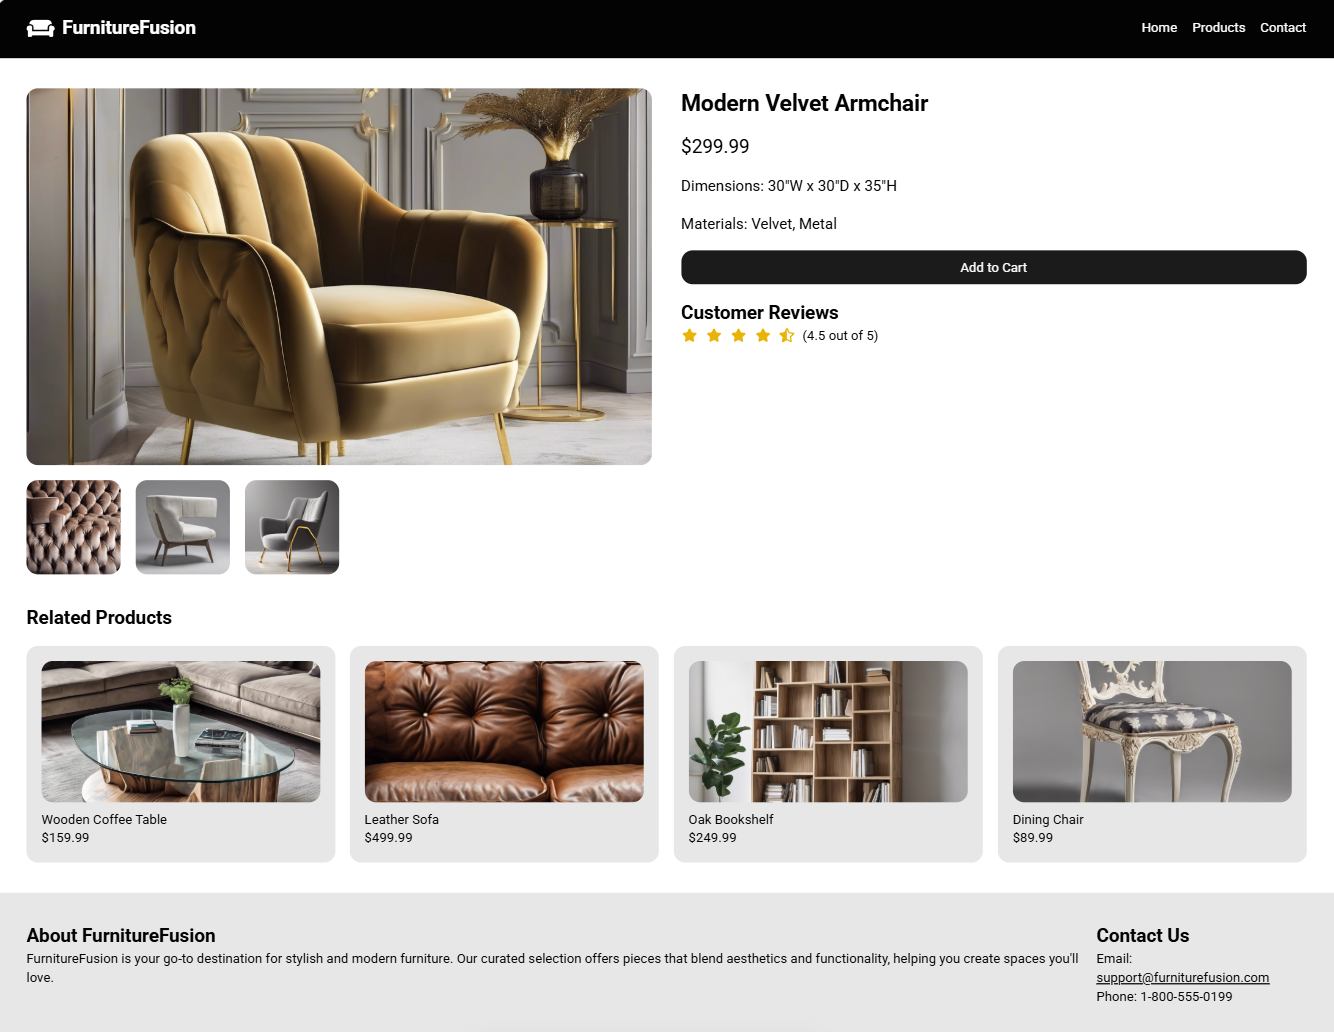 FurnitureFusion
Home Products Contact
Modern Velvet Armchair
$299.99
Dimensions: 30"W x 30"D x 35"H
Materials: Velvet, Metal
Add to Cart
Customer Reviews
(4.5 out of 5)
Related Products
Wooden Coffee Table
$159.99
Leather Sofa
$499.99
Oak Bookshelf
$249.99
Dining Chair
$89.99
About FurnitureFusion
FurnitureFusion is your go-to destination for stylish and modern furniture. Our curated selection offers pieces that blend aesthetics and functionality, helping you create spaces you'll
love.
Contact Us
Email:
support@furniturefusion.com
Phone: 1-800-555-0199